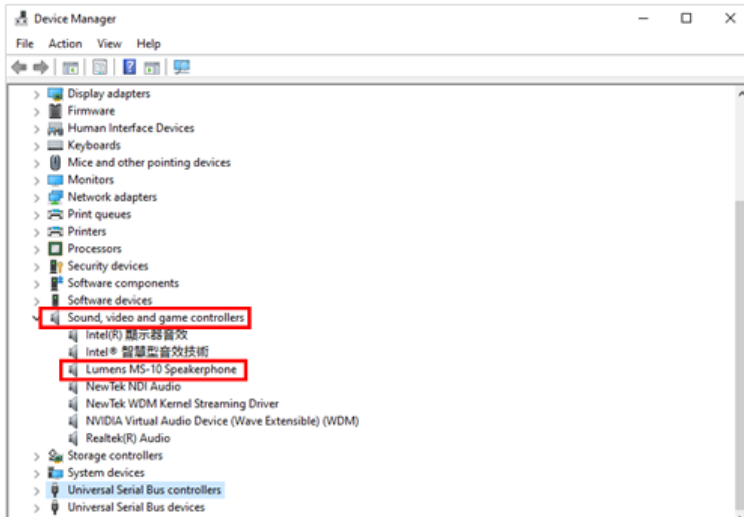 Device Manager
File Action View Help
Display adapters
Firmware
Human Interface Devices
Keyboards
Mice and other pointing devices
Monitors
Network adapters
Print queues
Printers
Processors
Security devices
Software components
Software devices
Sound, video and game controllers
Intel(R) 顯示器音效
Intel® 智慧型音效技術
Lumens MS-10 Speakerphone
NewTek NDI Audio
NewTek WDM Kernel Streaming Driver
NVIDIA Virtual Audio Device (Wave Extensible) (WDM)
Realtek(R) Audio
Storage controllers
System devices
Universal Serial Bus controllers
Universal Serial Bus devices